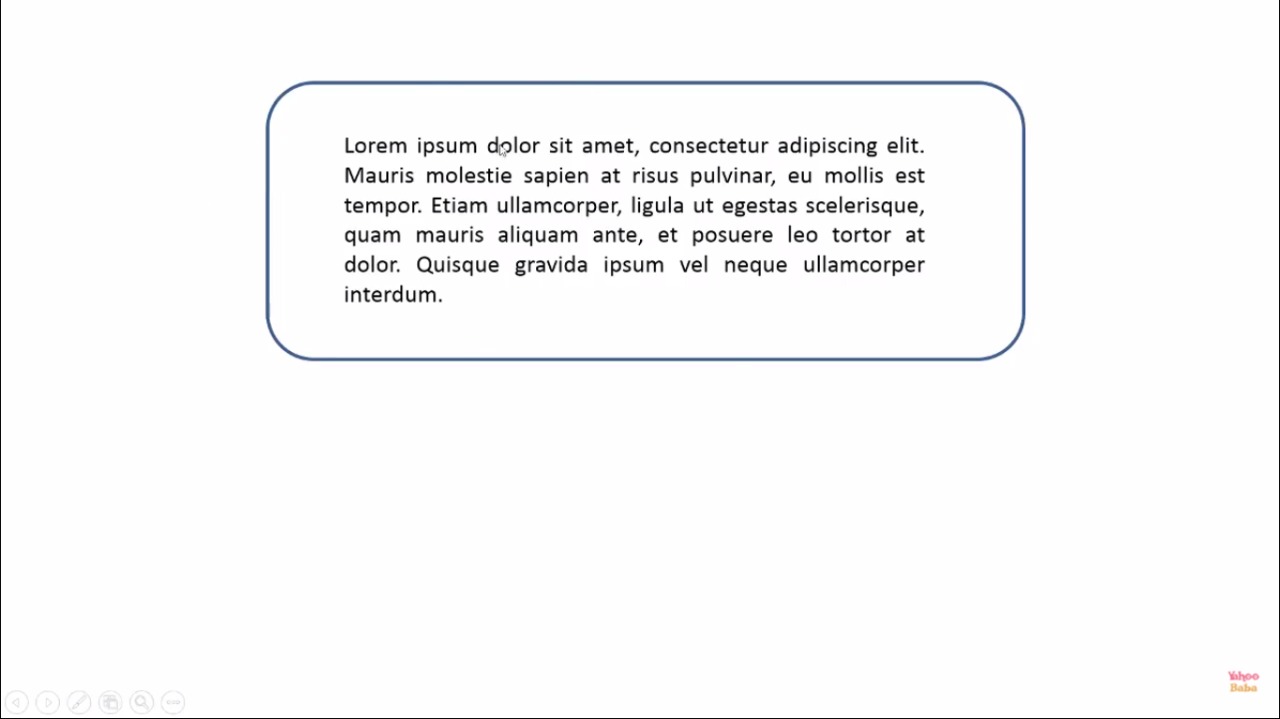 Lorem ipsum dolor sit amet, consectetur adipiscing elit.
Mauris molestie sapien at risus pulvinar, eu mollis est
tempor. Etiam ullamcorper, ligula ut egestas scelerisque,
quam mauris aliquam ante, et posuere leo tortor at
dolor. Quisque gravida ipsum vel neque ullamcorper
interdum.
Yahoo
Baba